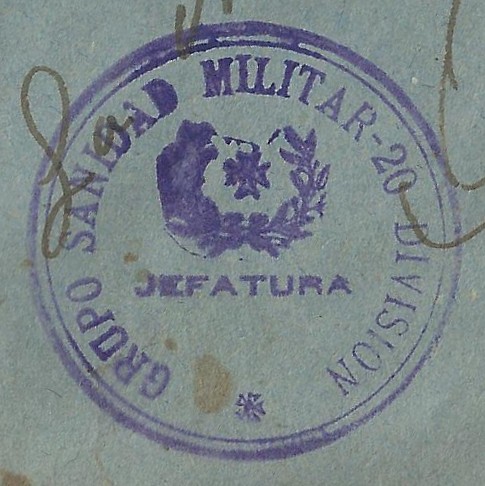 GRUPO SANIDAD MILITAR-20 DIVISION
JEFATURA